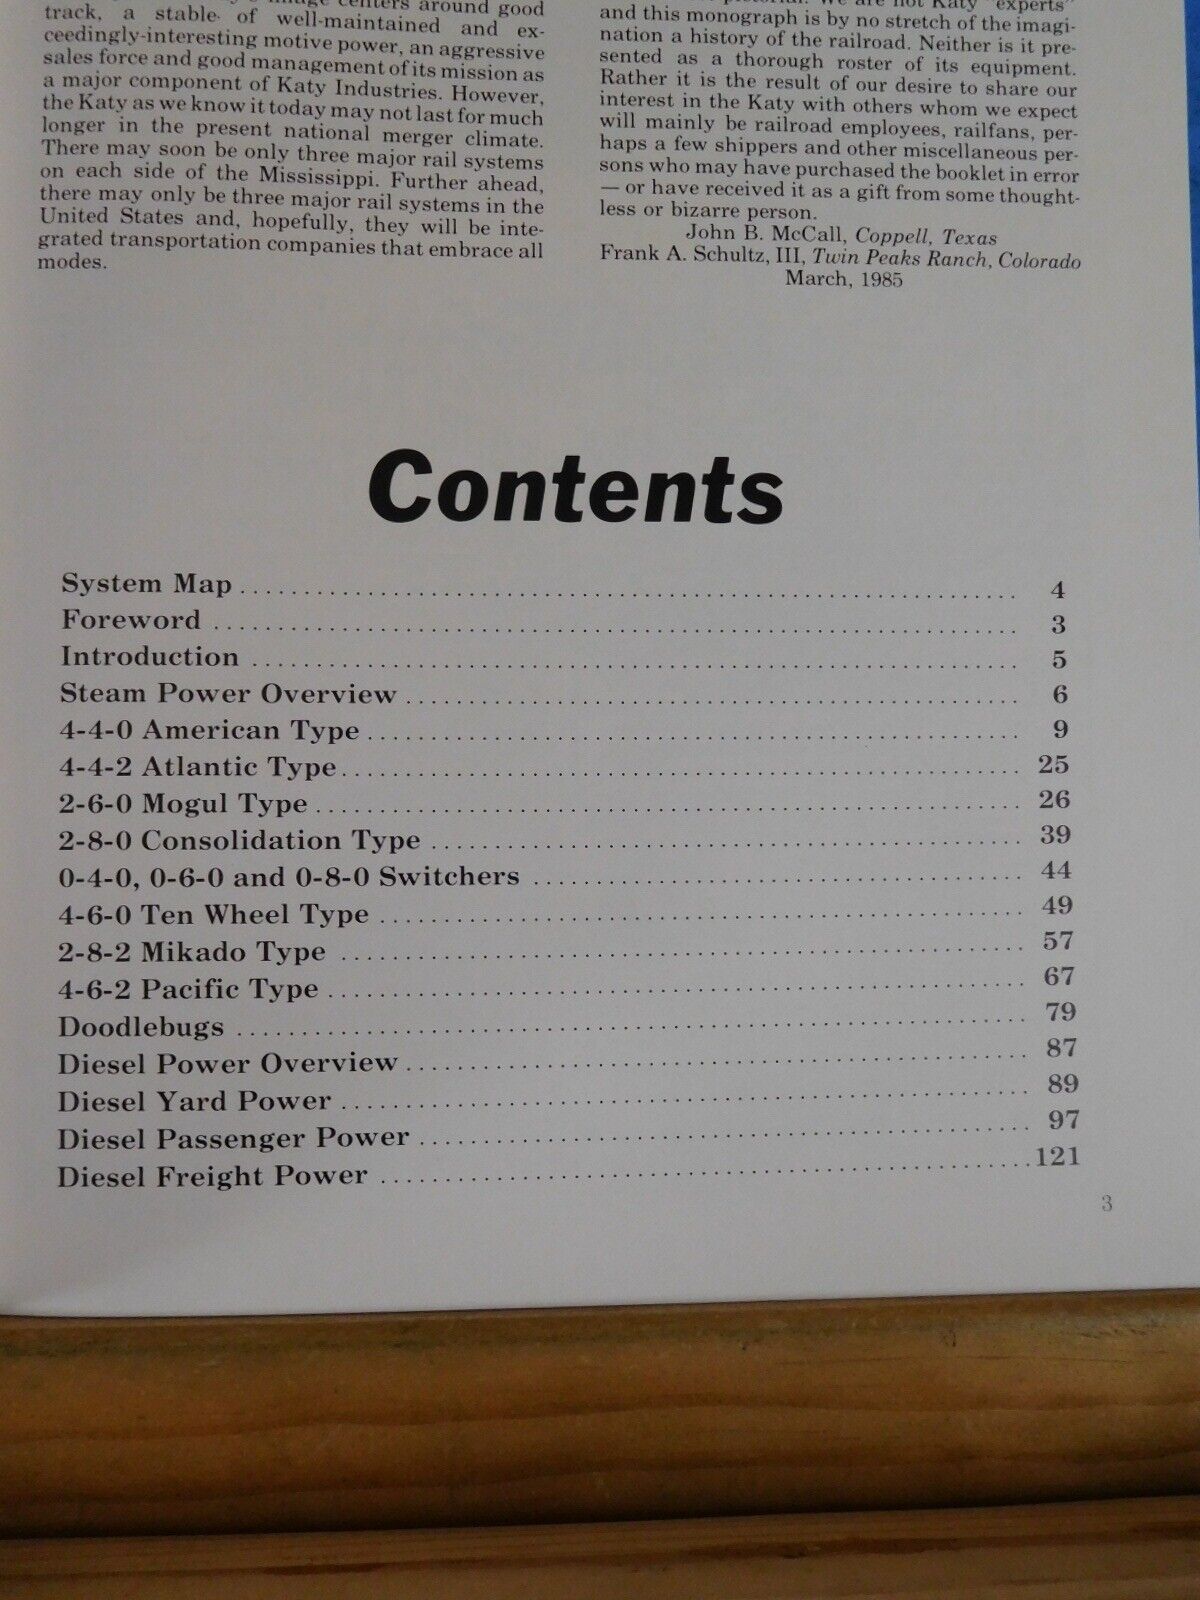 image centers around good
track, a stable of well-maintained and ex-
ceedingly-interesting motive power, an aggressive
sales force and good management of its mission as
a major component of Katy Industries. However,
the Katy as we know it today may not last for much
longer in the present national merger climate.
There may soon be only three major rail systems
on each side of the Mississippi. Further ahead,
there may only be three major rail systems in the
United States and, hopefully, they will be inte-
grated transportation companies that embrace all
modes.
pictorial. We are not Katy "experts"
and this monograph is by no stretch of the imagi-
nation a history of the railroad. Neither is it pre-
sented as a thorough roster of its equipment.
Rather it is the result of our desire to share our
interest in the Katy with others whom we expect
will mainly be railroad employees, railfans, per-
haps a few shippers and other miscellaneous per-
sons who may have purchased the booklet in error
— or have received it as a gift from some thought-
less or bizarre person.
John B. McCall, Coppell, Texas
Frank A. Schultz, III, Twin Peaks Ranch, Colorado
March, 1985
Contents
System Map 4
Foreword 3
Introduction 5
Steam Power Overview 6
4-4-0 American Type 9
4-4-2 Atlantic Type 25
2-6-0 Mogul Type 26
2-8-0 Consolidation Type 39
0-4-0, 0-6-0 and 0-8-0 Switchers 44
4-6-0 Ten Wheel Type 49
2-8-2 Mikado Type 57
4-6-2 Pacific Type 67
Doodlebugs 79
Diesel Power Overview 87
Diesel Yard Power 89
Diesel Passenger Power 97
Diesel Freight Power 121
3